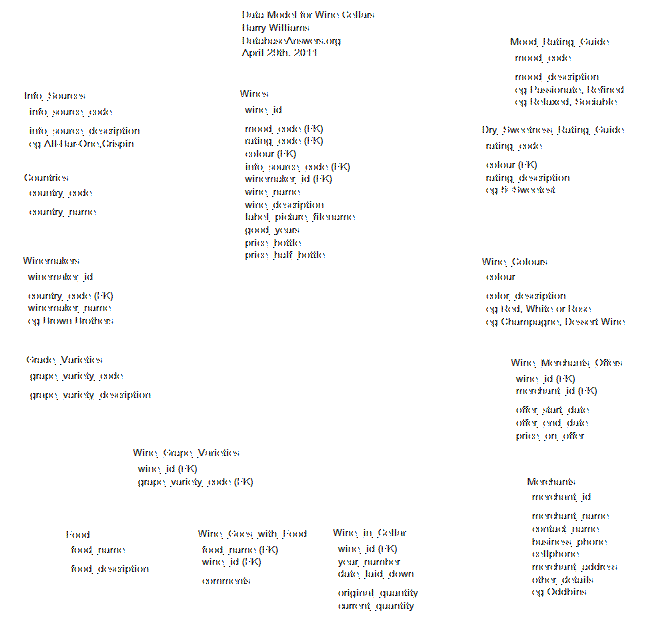 Data Model for Wine Cellars
Barry Williams
DatabaseAnswers.org
April 29th. 2011
Mood_Rating_Guide
mood_code
mood_description
eg Passionate, Refined
eg Relaxed, Sociable
Info_Sources
info_source_code
info_source_description
eg All-Bar-One,Crispin
Wines
wine_id
mood_code (FK)
rating_code (FK)
colour (FK)
info_source_code (FK)
winemaker_id (FK)
wine_name
wine_description
label_picture_filename
good_years
price_bottle
price_half_bottle
Dry_Sweetness_Rating_Guide
rating_code
colour (FK)
rating_description
eg 5-Sweetest
Countries
country_code
country_name
Winemakers
winemaker_id
country_code (FK)
winemaker_name
eg Brown Brothers
Wine_Colours
colour
color_description
eg Red, White or Rose
eg Champagne, Dessert Wine
Grade_Varieties
grape_variety_code
grape_variety_description
Wine_Merchants_Offers
wine_id (FK)
merchant_id (FK)
offer_start_date
offer_end_date
price_on_offer
Wine_Grape_Varieties
wine_id (FK)
grape_variety_code (FK)
Merchants
merchant_id
merchant_name
contact_name
business_phone
cellphone
merchant_address
other_details
eg Oddbins
Food
food_name
food_description
Wine_Goes_with_Food
food_name (FK)
wine_id (FK)
comments
Wine_in_Cellar
wine_id (FK)
year_number
date_laid_down
original_quantity
current_quantity